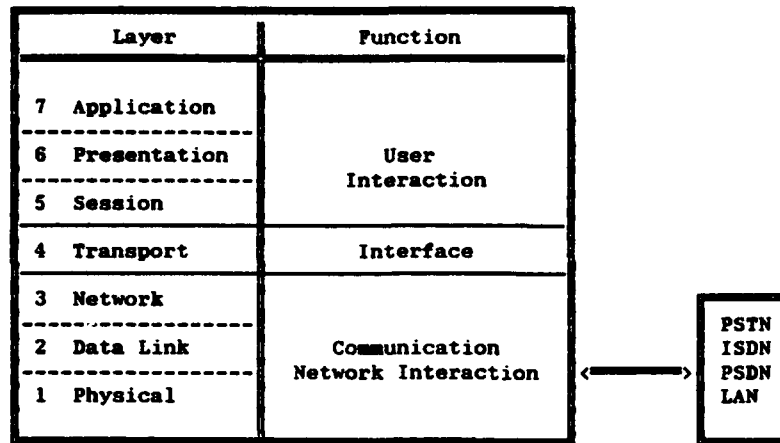 Layer Function
7 Application
6 Presentation
5 Session
User
Interaction
4 Transport Interface
3 Network
2 Data Link
1 Physical
Communication
Network Interaction
PSTN
ISDN
PSDN
LAN